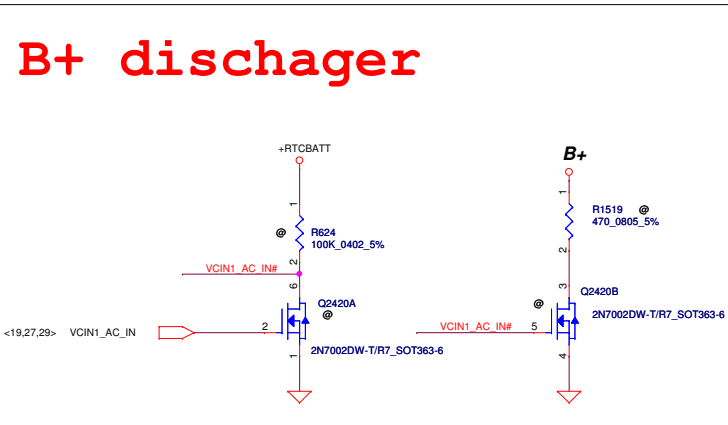 B+ dischager
+RTCBATT
B+
1
1
@
R624
100K_0402_5%
R1519 @
470_0805_5%
2
2
VCIN1_AC_IN#
6
3
Q2420A
@
Q2420B
@
2N7002DW-T/R7_SOT363-6
<19,27,29> VCIN1_AC_IN
2
VCIN1_AC_IN#
5
2N7002DW-T/R7_SOT363-6
1
4